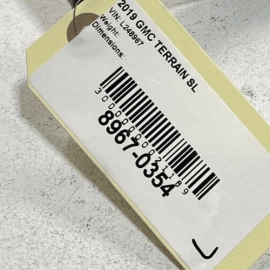 2019 GMC TERRAIN SL
VIN: L248967
Weight:
Dimensions:
8967-0354